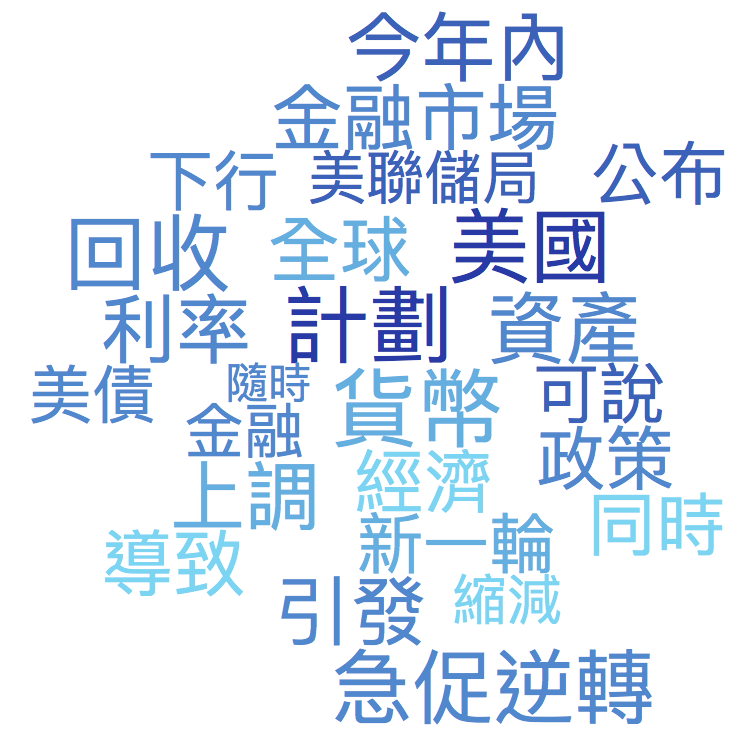 今年內
金融市場
下行 美聯儲局 公布
回收 全球 美國
利率 計劃 資產
美債 隨時 貨幣 可說
金融 政策
上調 經濟 同時
導致 新一輪
引發 縮減
急促逆轉